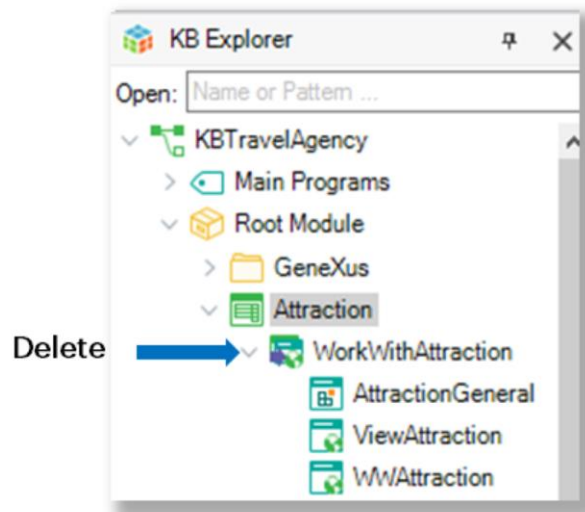 KB Explorer
Open: Name or Pattern ...
KBTravelAgency
Main Programs
Root Module
GeneXus
Attraction
Delete WorkWithAttraction
AttractionGeneral
ViewAttraction
WWAttraction